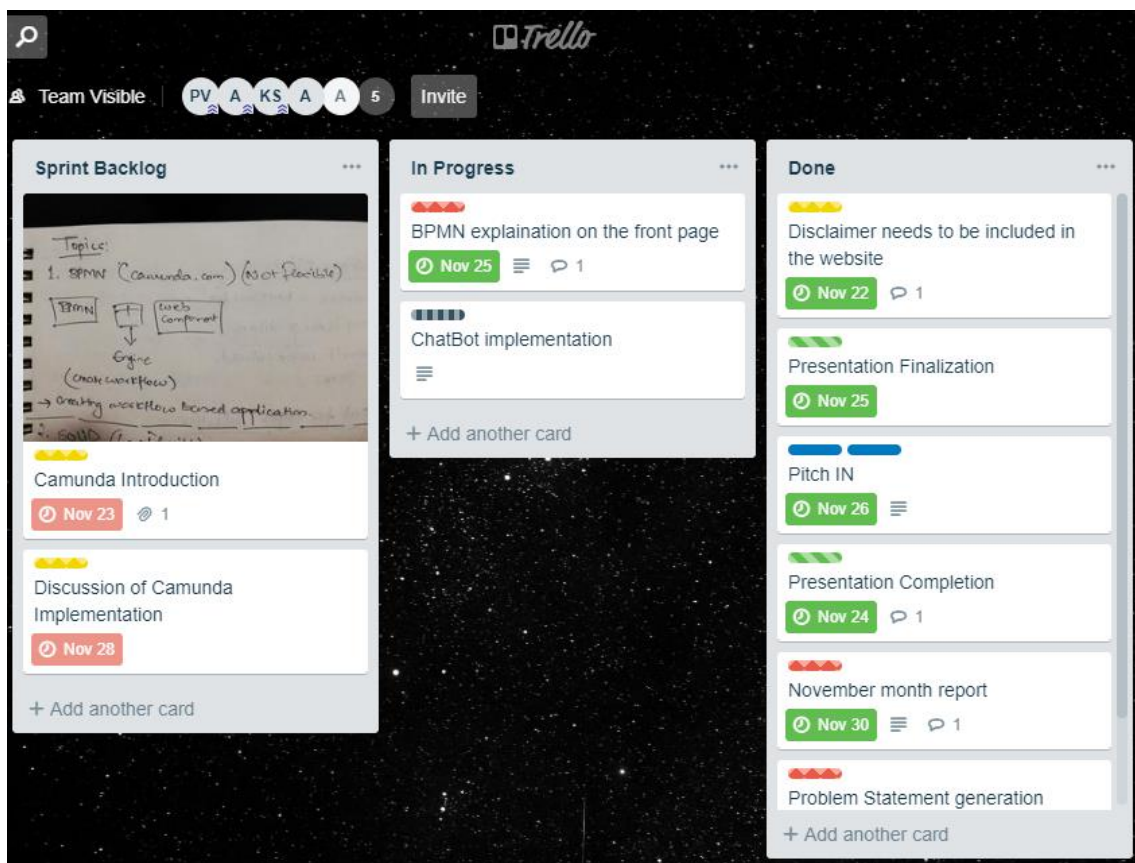 Trello
Team Visible
PV A KS A A 5 Invite
Sprint Backlog
Topics:
1. BPMN (camunda.com) (Not flexible)
BPMN
web
component
Engine
(create workflow)
→ Creating workflow based application.
Camunda Introduction
Nov 23 1
Discussion of Camunda
Implementation
Nov 28
+ Add another card
In Progress
BPMN explaination on the front page
Nov 25 1
ChatBot implementation
+ Add another card
Done
Disclaimer needs to be included in
the website
Nov 22 1
Presentation Finalization
Nov 25
Pitch IN
Nov 26
Presentation Completion
Nov 24 1
November month report
Nov 30 1
Problem Statement generation
+ Add another card